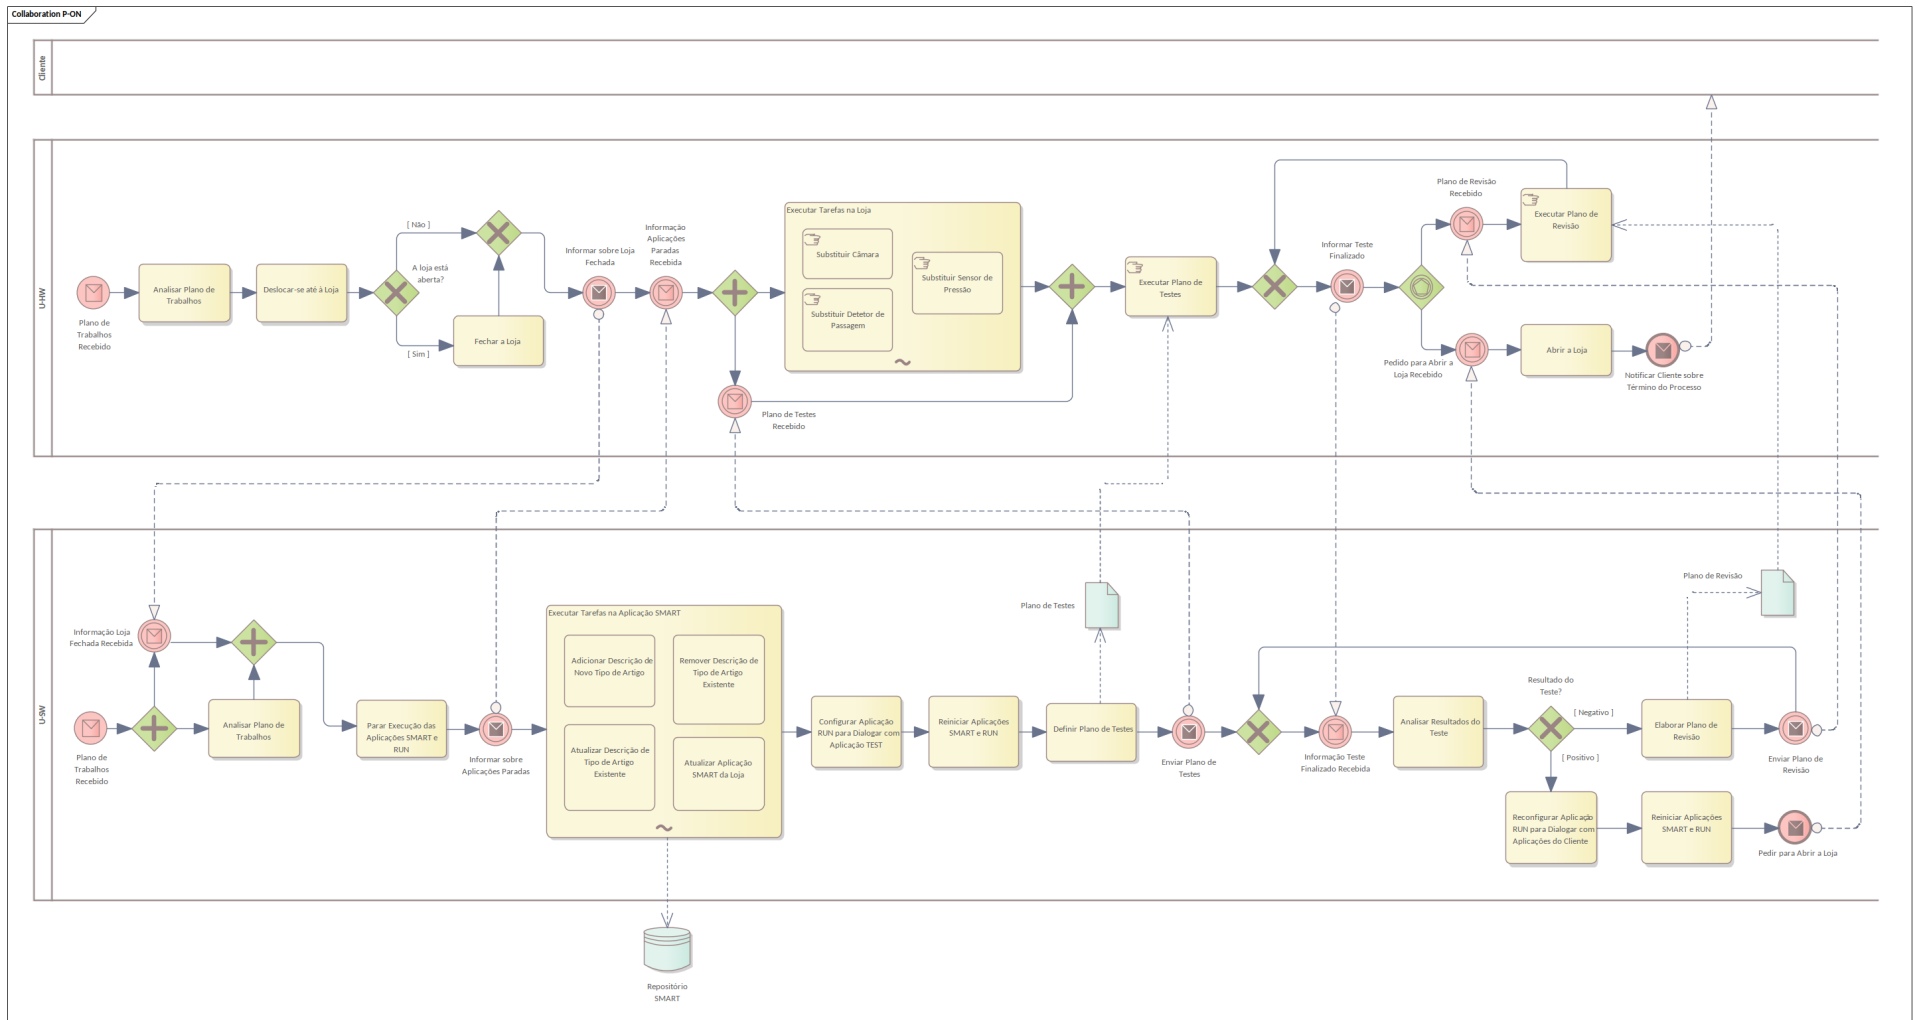 Collaboration P-ON
Cliente
U-HW
Plano de
Trabalhos
Recebido
Analisar Plano de
Trabalhos
Deslocar-se até à Loja
A loja está
aberta?
[ Não ]
[ Sim ]
Fechar a Loja
Informar sobre Loja
Fechada
Informação
Aplicações
Paradas
Recebida
Executar Tarefas na Loja
Substituir Câmara
Substituir Detetor de
Passagem
Substituir Sensor de
Pressão
Plano de Testes
Recebido
Executar Plano de
Testes
Informar Teste
Finalizado
Plano de Revisão
Recebido
Executar Plano de
Revisão
Pedido para Abrir a
Loja Recebido
Abrir a Loja
Notificar Cliente sobre
Término do Processo
U-SW
Informação Loja
Fechada Recebida
Plano de
Trabalhos
Recebido
Analisar Plano de
Trabalhos
Parar Execução das
Aplicações SMART e
RUN
Informar sobre
Aplicações Paradas
Executar Tarefas na Aplicação SMART
Adicionar Descrição de
Novo Tipo de Artigo
Remover Descrição de
Tipo de Artigo
Existente
Atualizar Descrição de
Tipo de Artigo
Existente
Atualizar Aplicação
SMART da Loja
Repositório
SMART
Configurar Aplicação
RUN para Dialogar com
Aplicação TEST
Reiniciar Aplicações
SMART e RUN
Definir Plano de Testes
Plano de Testes
Enviar Plano de
Testes
Informação Teste
Finalizado Recebida
Analisar Resultados do
Teste
Resultado do
Teste?
[ Negativo ]
[ Positivo ]
Elaborar Plano de
Revisão
Plano de Revisão
Enviar Plano de
Revisão
Reconfigurar Aplicação
RUN para Dialogar com
Aplicações do Cliente
Reiniciar Aplicações
SMART e RUN
Pedir para Abrir a Loja